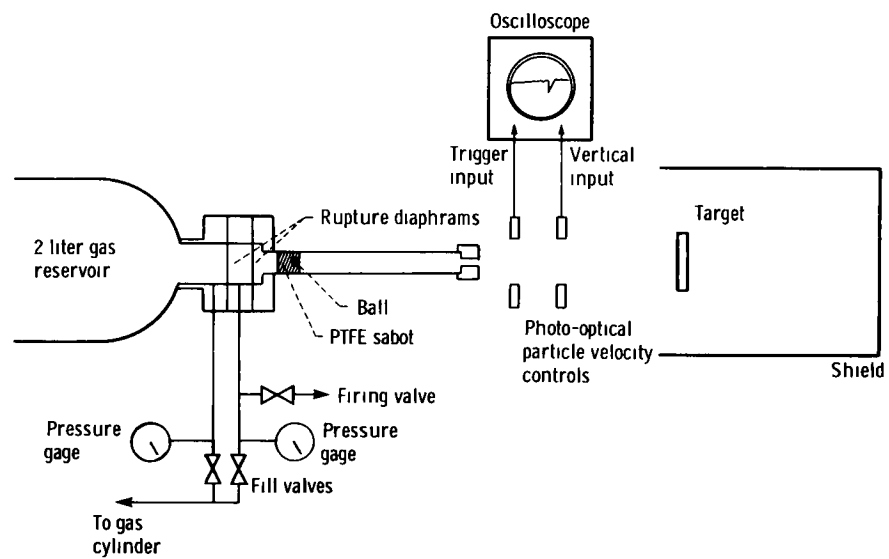 Oscilloscope
Trigger
input
Vertical
input
Rupture diaphrams
Target
2 liter gas
reservoir
Ball
PTFE sabot
Photo-optical
particle velocity
controls
Shield
Firing valve
Pressure
gage
Pressure
gage
Fill valves
To gas
cylinder